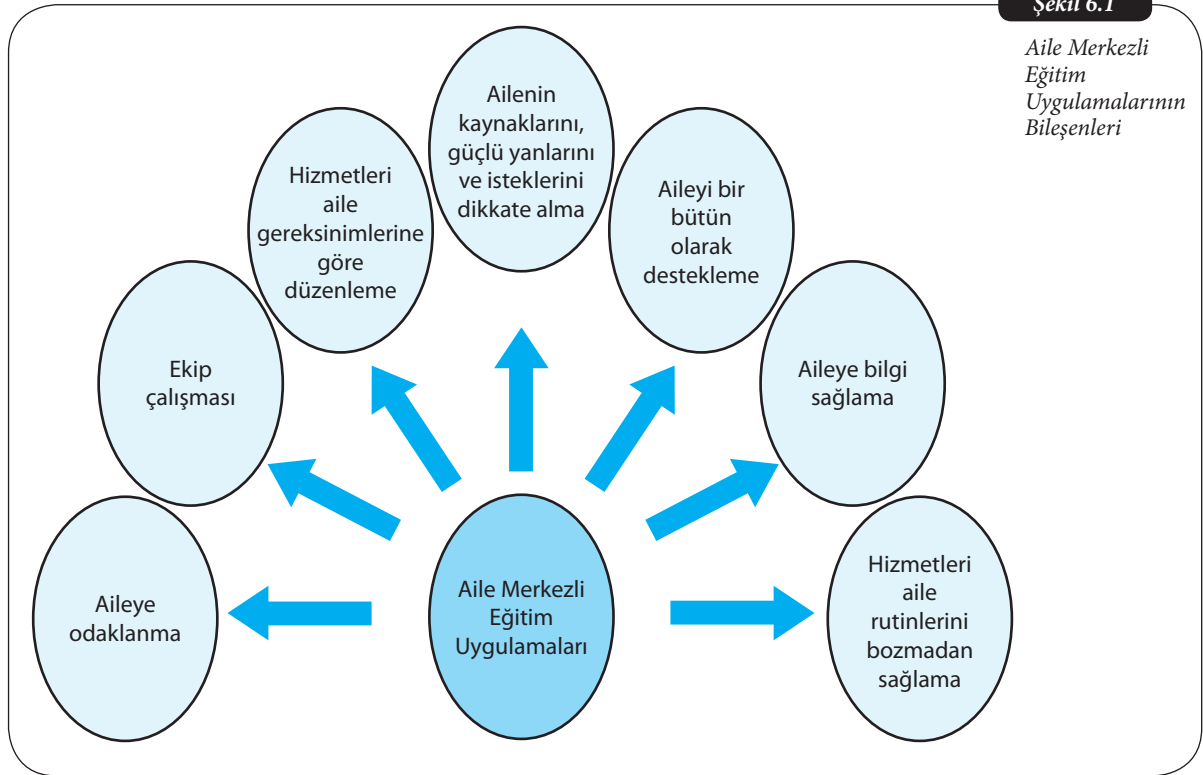 Şekil 6.1
Aile Merkezli
Eğitim
Uygulamalarının
Bileşenleri
Ailenin
kaynaklarını,
güçlü yanlarını
ve isteklerini
dikkate alma
Hizmetleri
aile
gereksinimlerine
göre
düzenleme
Aileyi bir
bütün
olarak
destekleme
Ekip
çalışması
Aileye bilgi
sağlama
Aileye
odaklanma
Aile Merkezli
Eğitim
Uygulamaları
Hizmetleri
aile
rutinlerini
bozmadan
sağlama